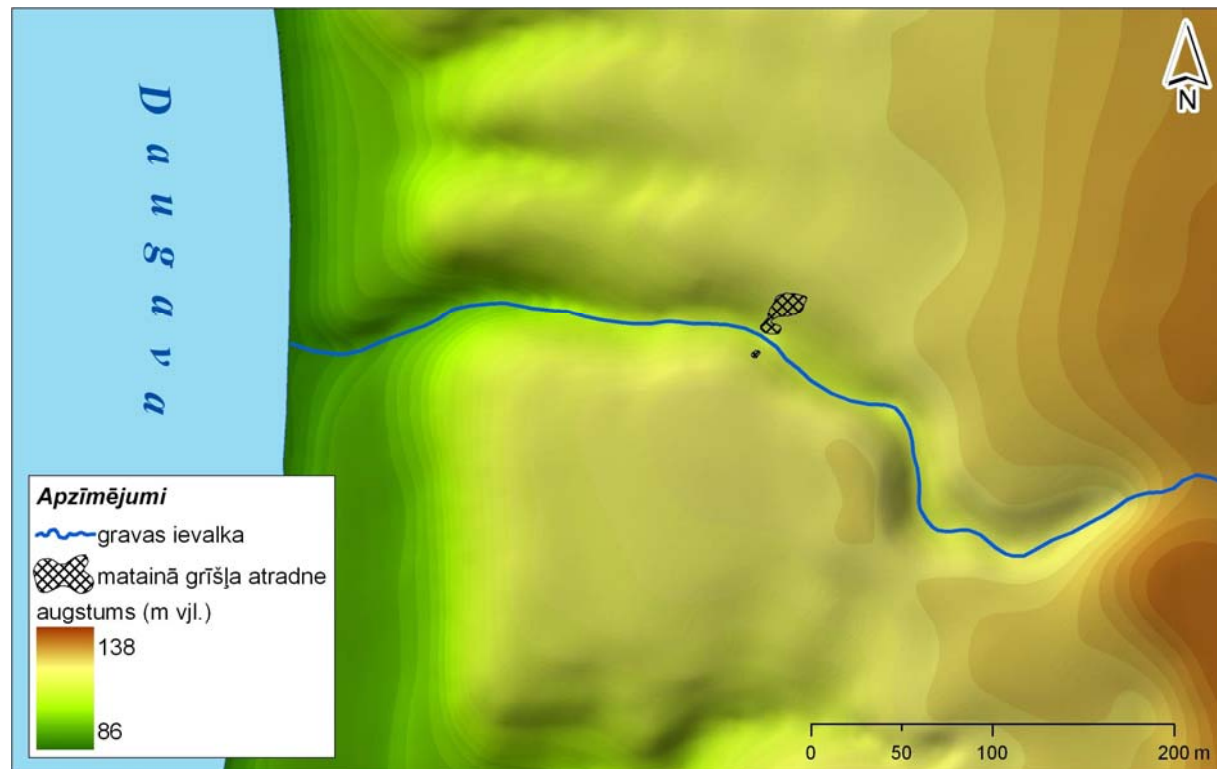 N
Daugava
Apzīmējumi
gravas ievalka
matainā grīšļa atradne
augstums (m vjl.)
138
86
0 50 100 200 m